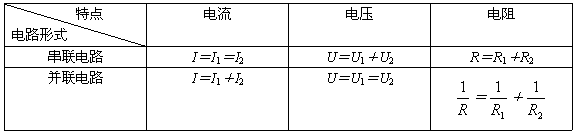 特点 电流 电压 电阻
电路形式
串联电路 I=I₁=I₂ U=U₁+U₂ R=R₁+R₂
并联电路 I=I₁+I₂ U=U₁=U₂ 1/R=1/R₁+1/R₂